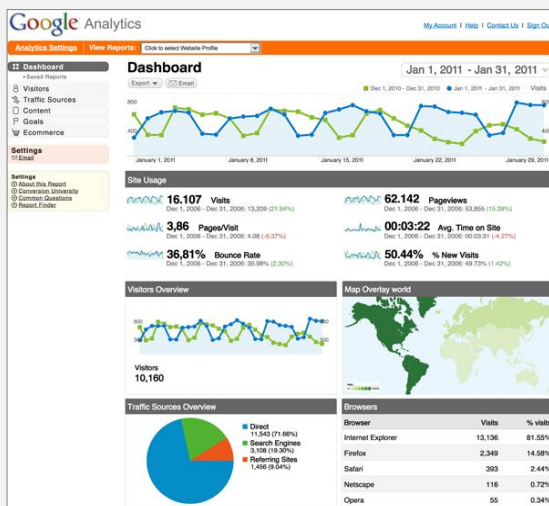 Google Analytics
My Account | Help | Contact Us | Sign Ou
Analytics Settings View Reports: Click to select Website Profile
Dashboard
Saved Reports
Visitors
Traffic Sources
Content
Goals
Ecommerce
Settings
Email
Settings
About this Report
Conversion University
Common Questions
Report Finder
Dashboard
Jan 1, 2011 - Jan 31, 2011
Export Email
Dec 1, 2010 - Dec 31, 2010 Jan 1, 2011 - Jan 31, 2011 Visits
800 800
400 400
January 1, 2011 January 8, 2011 January 15, 2011 January 22, 2011 January 29, 2011
Site Usage
16.107 Visits
Dec 1, 2006 - Dec 31, 2006: 13,209 (21.94%)
62.142 Pageviews
Dec 1, 2006 - Dec 31, 2006: 53,855 (15.39%)
3,86 Pages/Visit
Dec 1, 2006 - Dec 31, 2006: 4.08 (-5.37%)
00:03:22 Avg. Time on Site
Dec 1, 2006 - Dec 31, 2006: 00:03:31 (-4.27%)
36,81% Bounce Rate
Dec 1, 2006 - Dec 31, 2006: 35.98% (2.30%)
50.44% % New Visits
Dec 1, 2006 - Dec 31, 2006: 49.73% (1.42%)
Visitors Overview
600 600
300 300
Visitors
10,160
Map Overlay world
Traffic Sources Overview
Direct
11,543 (71.66%)
Search Engines
3,108 (19.30%)
Referring Sites
1,456 (9.04%)
Browsers
Browser Visits % visits
Internet Explorer 13,136 81.55%
Firefox 2,349 14.58%
Safari 393 2.44%
Netscape 116 0.72%
Opera 55 0.34%